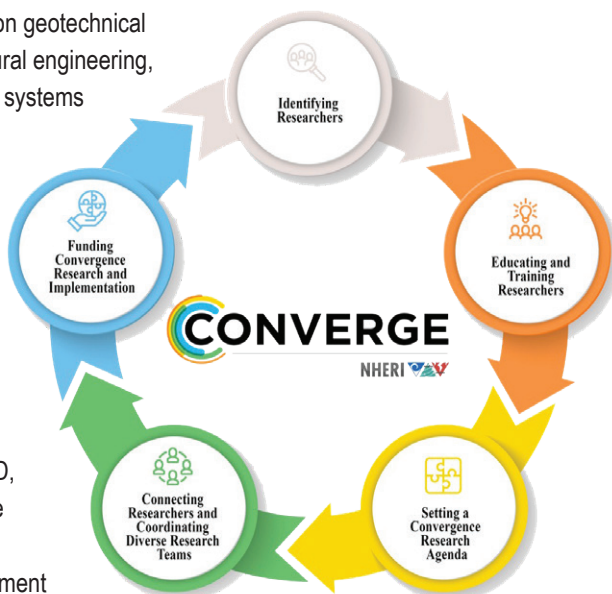 on geotechnical
ural engineering,
systems
Identifying
Researchers
Educating and
Training
Researchers
Setting a
Convergence
Research
Agenda
Connecting
Researchers and
Coordinating
Diverse Research
Teams
Funding
Convergence
Research and
Implementation
CONVERGE
NHERI
D,
e
ment